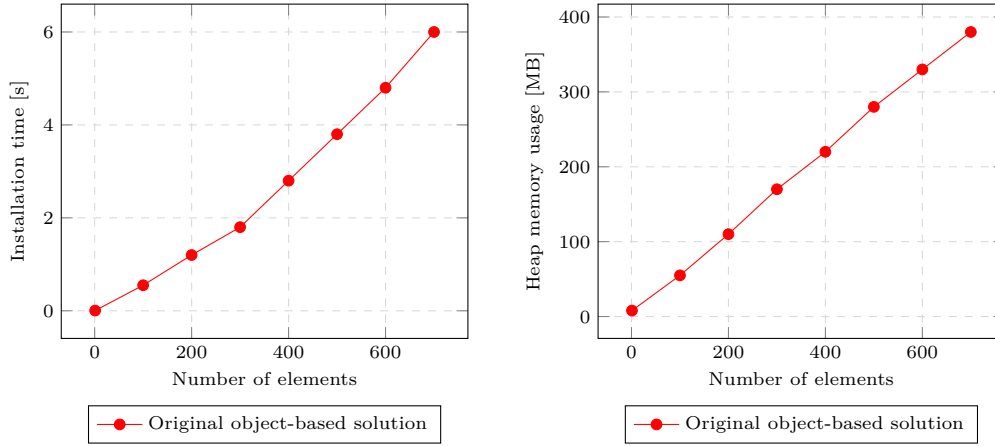 6
4
2
0
Installation time [s]
0
200
400
600
Number of elements
Original object-based solution
400
300
200
100
0
Heap memory usage [MB]
0
200
400
600
Number of elements
Original object-based solution